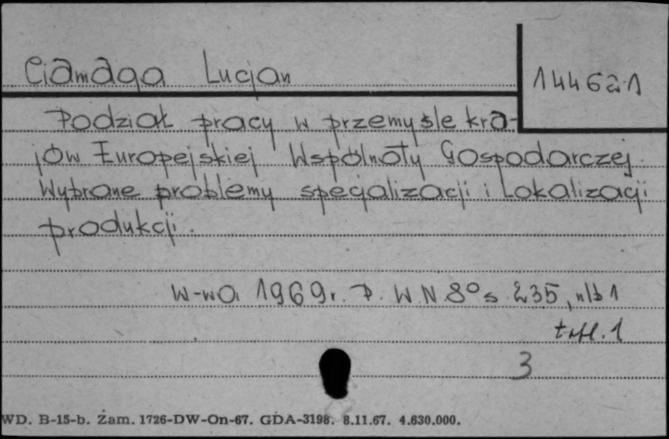 Ciamaga Lucjan
144621
Podział pracy w przemyśle kra-
jów Europejskiej Wspólnoty Gospodarczej.
Wybrane problemy specjalizacji i lokalizacji
produkcji.
W-wa 1969r. P.W.N. 8° s. 235, nlb 1
tabl. 1
3
WD. B-15-b. Zam. 1726-DW-On-67. GDA-3198. 8.11.67. 4.630.000.